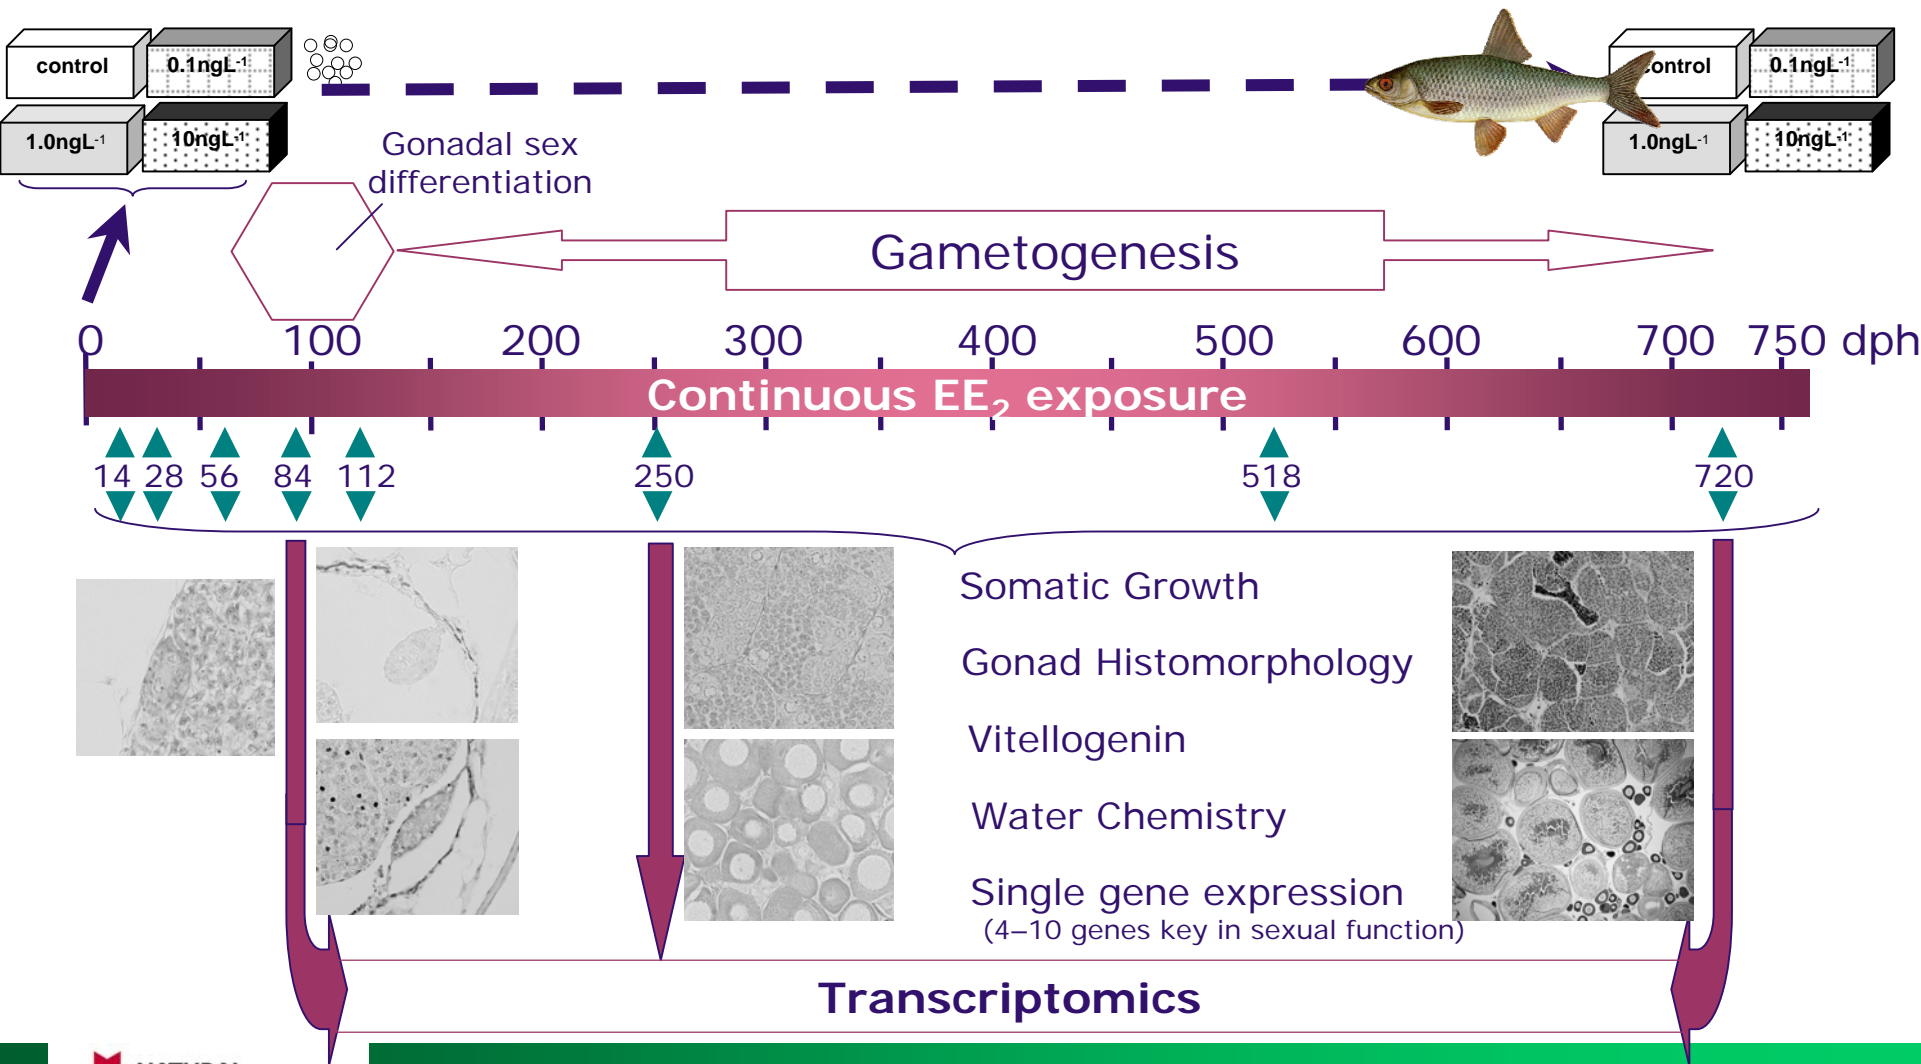 control
0.1ngL-1
1.0ngL-1
10ngL-1
control
0.1ngL-1
1.0ngL-1
10ngL-1
Gonadal sex
differentiation
Gametogenesis
0 100 200 300 400 500 600 700 750 dph
Continuous EE2 exposure
14 28 56 84 112 250 518 720
Somatic Growth
Gonad Histomorphology
Vitellogenin
Water Chemistry
Single gene expression
(4–10 genes key in sexual function)
Transcriptomics